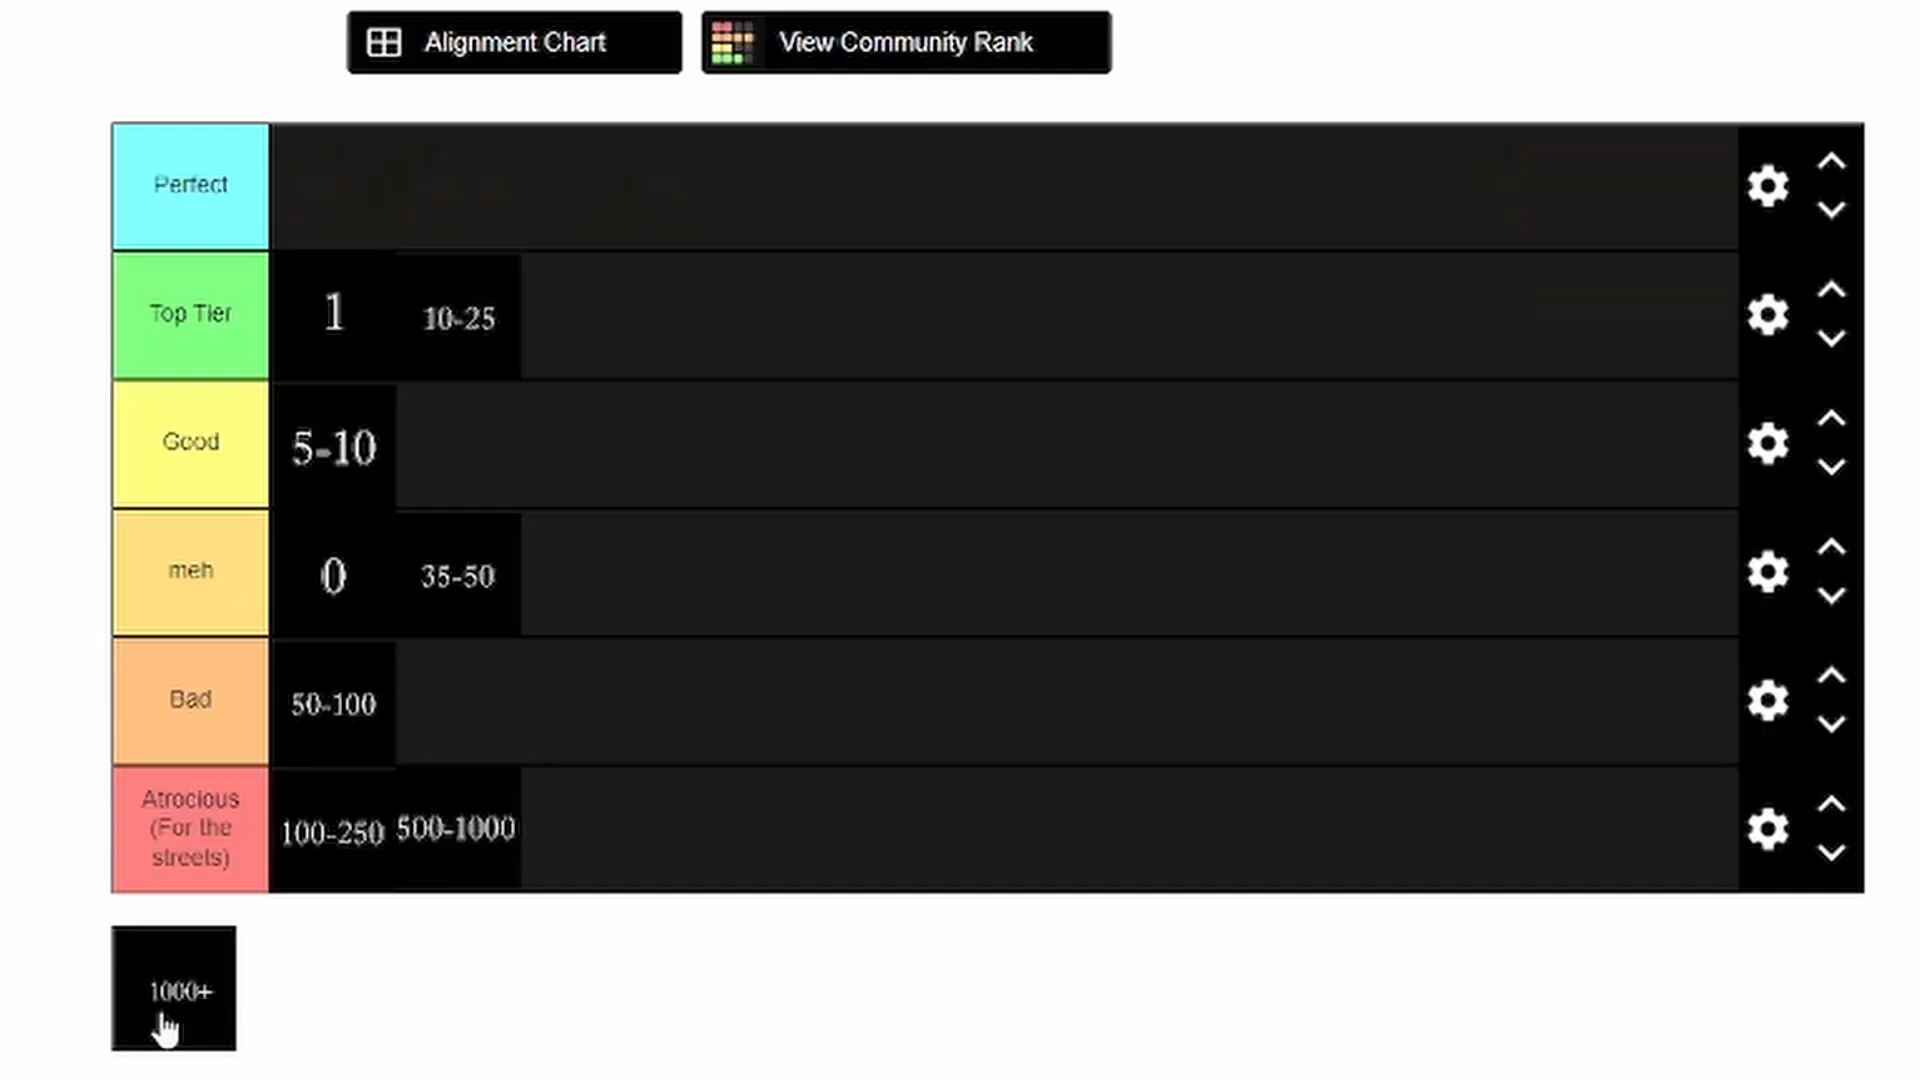 Alignment Chart
View Community Rank
Perfect
Top Tier
1
10-25
Good
5-10
meh
0
35-50
Bad
50-100
Atrocious
(For the
streets)
100-250
500-1000
1000+